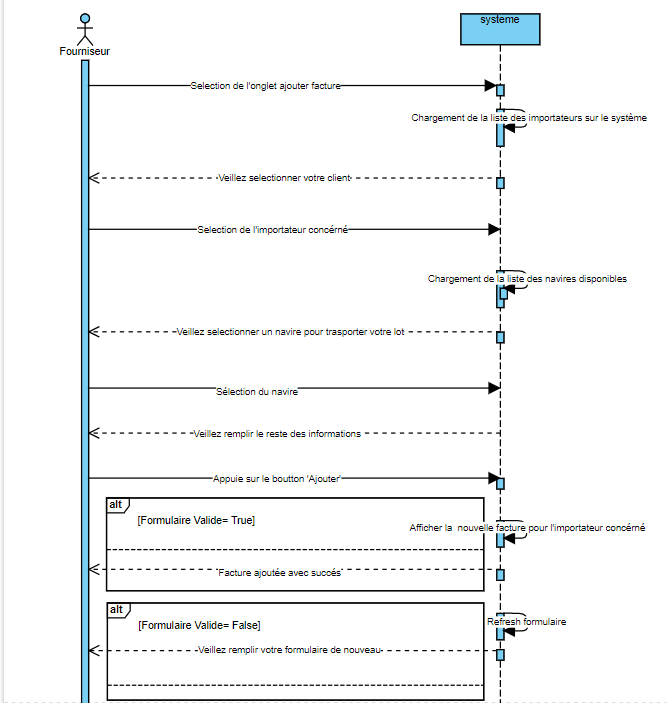 systeme
Fourniseur
Selection de l'onglet ajouter facture
Chargement de la liste des importateurs sur le système
Veillez selectionner votre client
Selection de l'importateur concérné
Chargement de la liste des navires disponibles
Veillez selectionner un navire pour trasporter votre lot
Sélection du navire
Veillez remplir le reste des informations
Appuie sur le boutton 'Ajouter'
alt
[Formulaire Valide= True]
Afficher la nouvelle facture pour l'importateur concérné
'Facture ajoutée avec succés'
alt
[Formulaire Valide= False]
Refresh formulaire
Veillez remplir votre formulaire de nouveau